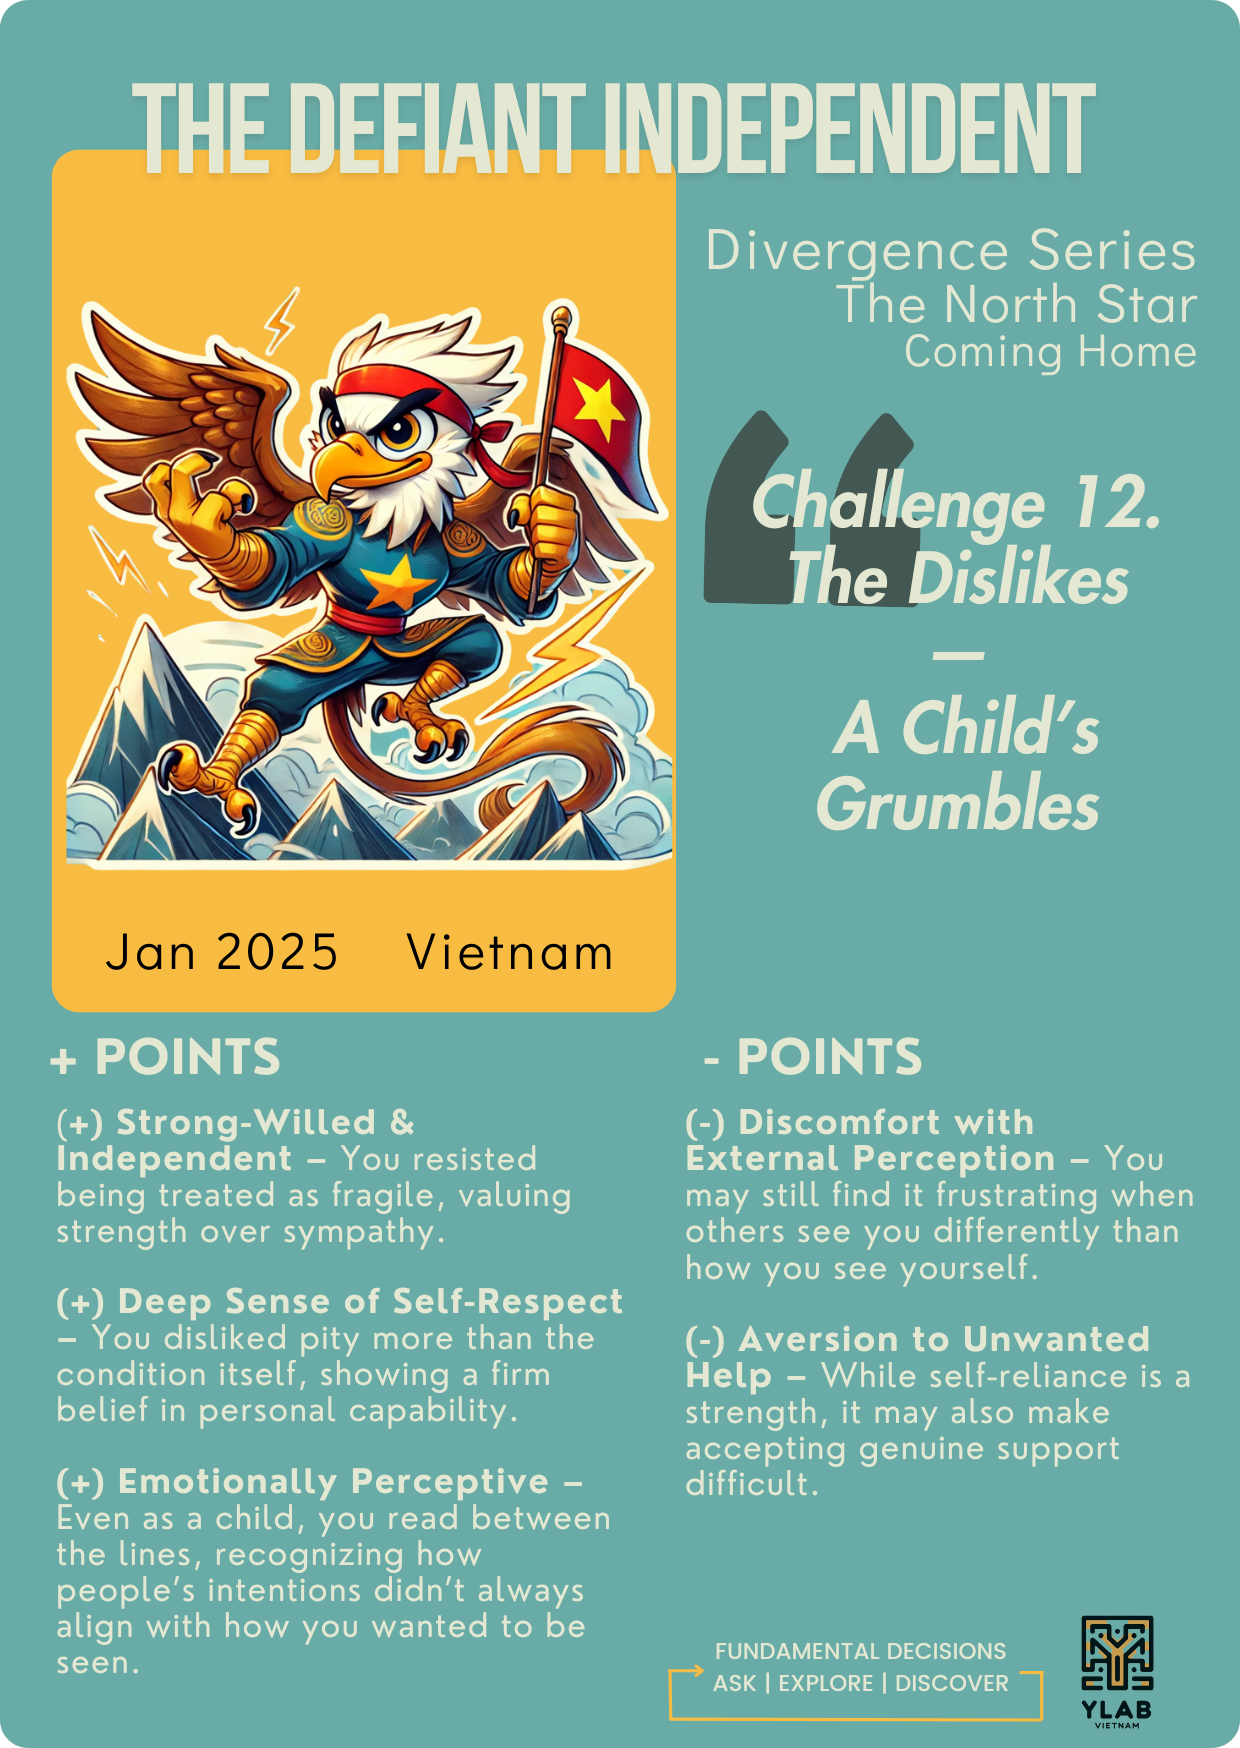 THE DEFIANT INDEPENDENT
Divergence Series
The North Star
Coming Home
Challenge 12.
The Dislikes
—
A Child’s
Grumbles
Jan 2025 Vietnam
+ POINTS
(+) Strong-Willed &
Independent – You resisted
being treated as fragile, valuing
strength over sympathy.
(+) Deep Sense of Self-Respect
– You disliked pity more than the
condition itself, showing a firm
belief in personal capability.
(+) Emotionally Perceptive –
Even as a child, you read between
the lines, recognizing how
people’s intentions didn’t always
align with how you wanted to be
seen.
- POINTS
(-) Discomfort with
External Perception – You
may still find it frustrating when
others see you differently than
how you see yourself.
(-) Aversion to Unwanted
Help – While self-reliance is a
strength, it may also make
accepting genuine support
difficult.
FUNDAMENTAL DECISIONS
ASK | EXPLORE | DISCOVER
YLAB
VIETNAM